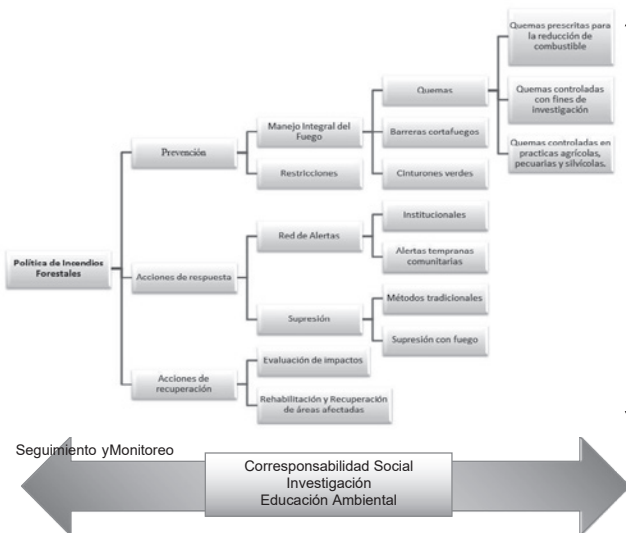 Política de Incendios
Forestales
Prevención
Manejo Integral del
Fuego
Quemas
Quemas prescritas para
la reducción de
combustible
Quemas controladas
con fines de
investigación
Quemas controladas en
practicas agrícolas,
pecuarias y silvícolas.
Barreras cortafuegos
Cinturones verdes
Restricciones
Acciones de respuesta
Red de Alertas
Institucionales
Alertas tempranas
comunitarias
Supresión
Métodos tradicionales
Supresión con fuego
Acciones de
recuperación
Evaluación de impactos
Rehabilitación y Recuperación
de áreas afectadas
Seguimiento yMonitoreo
Corresponsabilidad Social
Investigación
Educación Ambiental